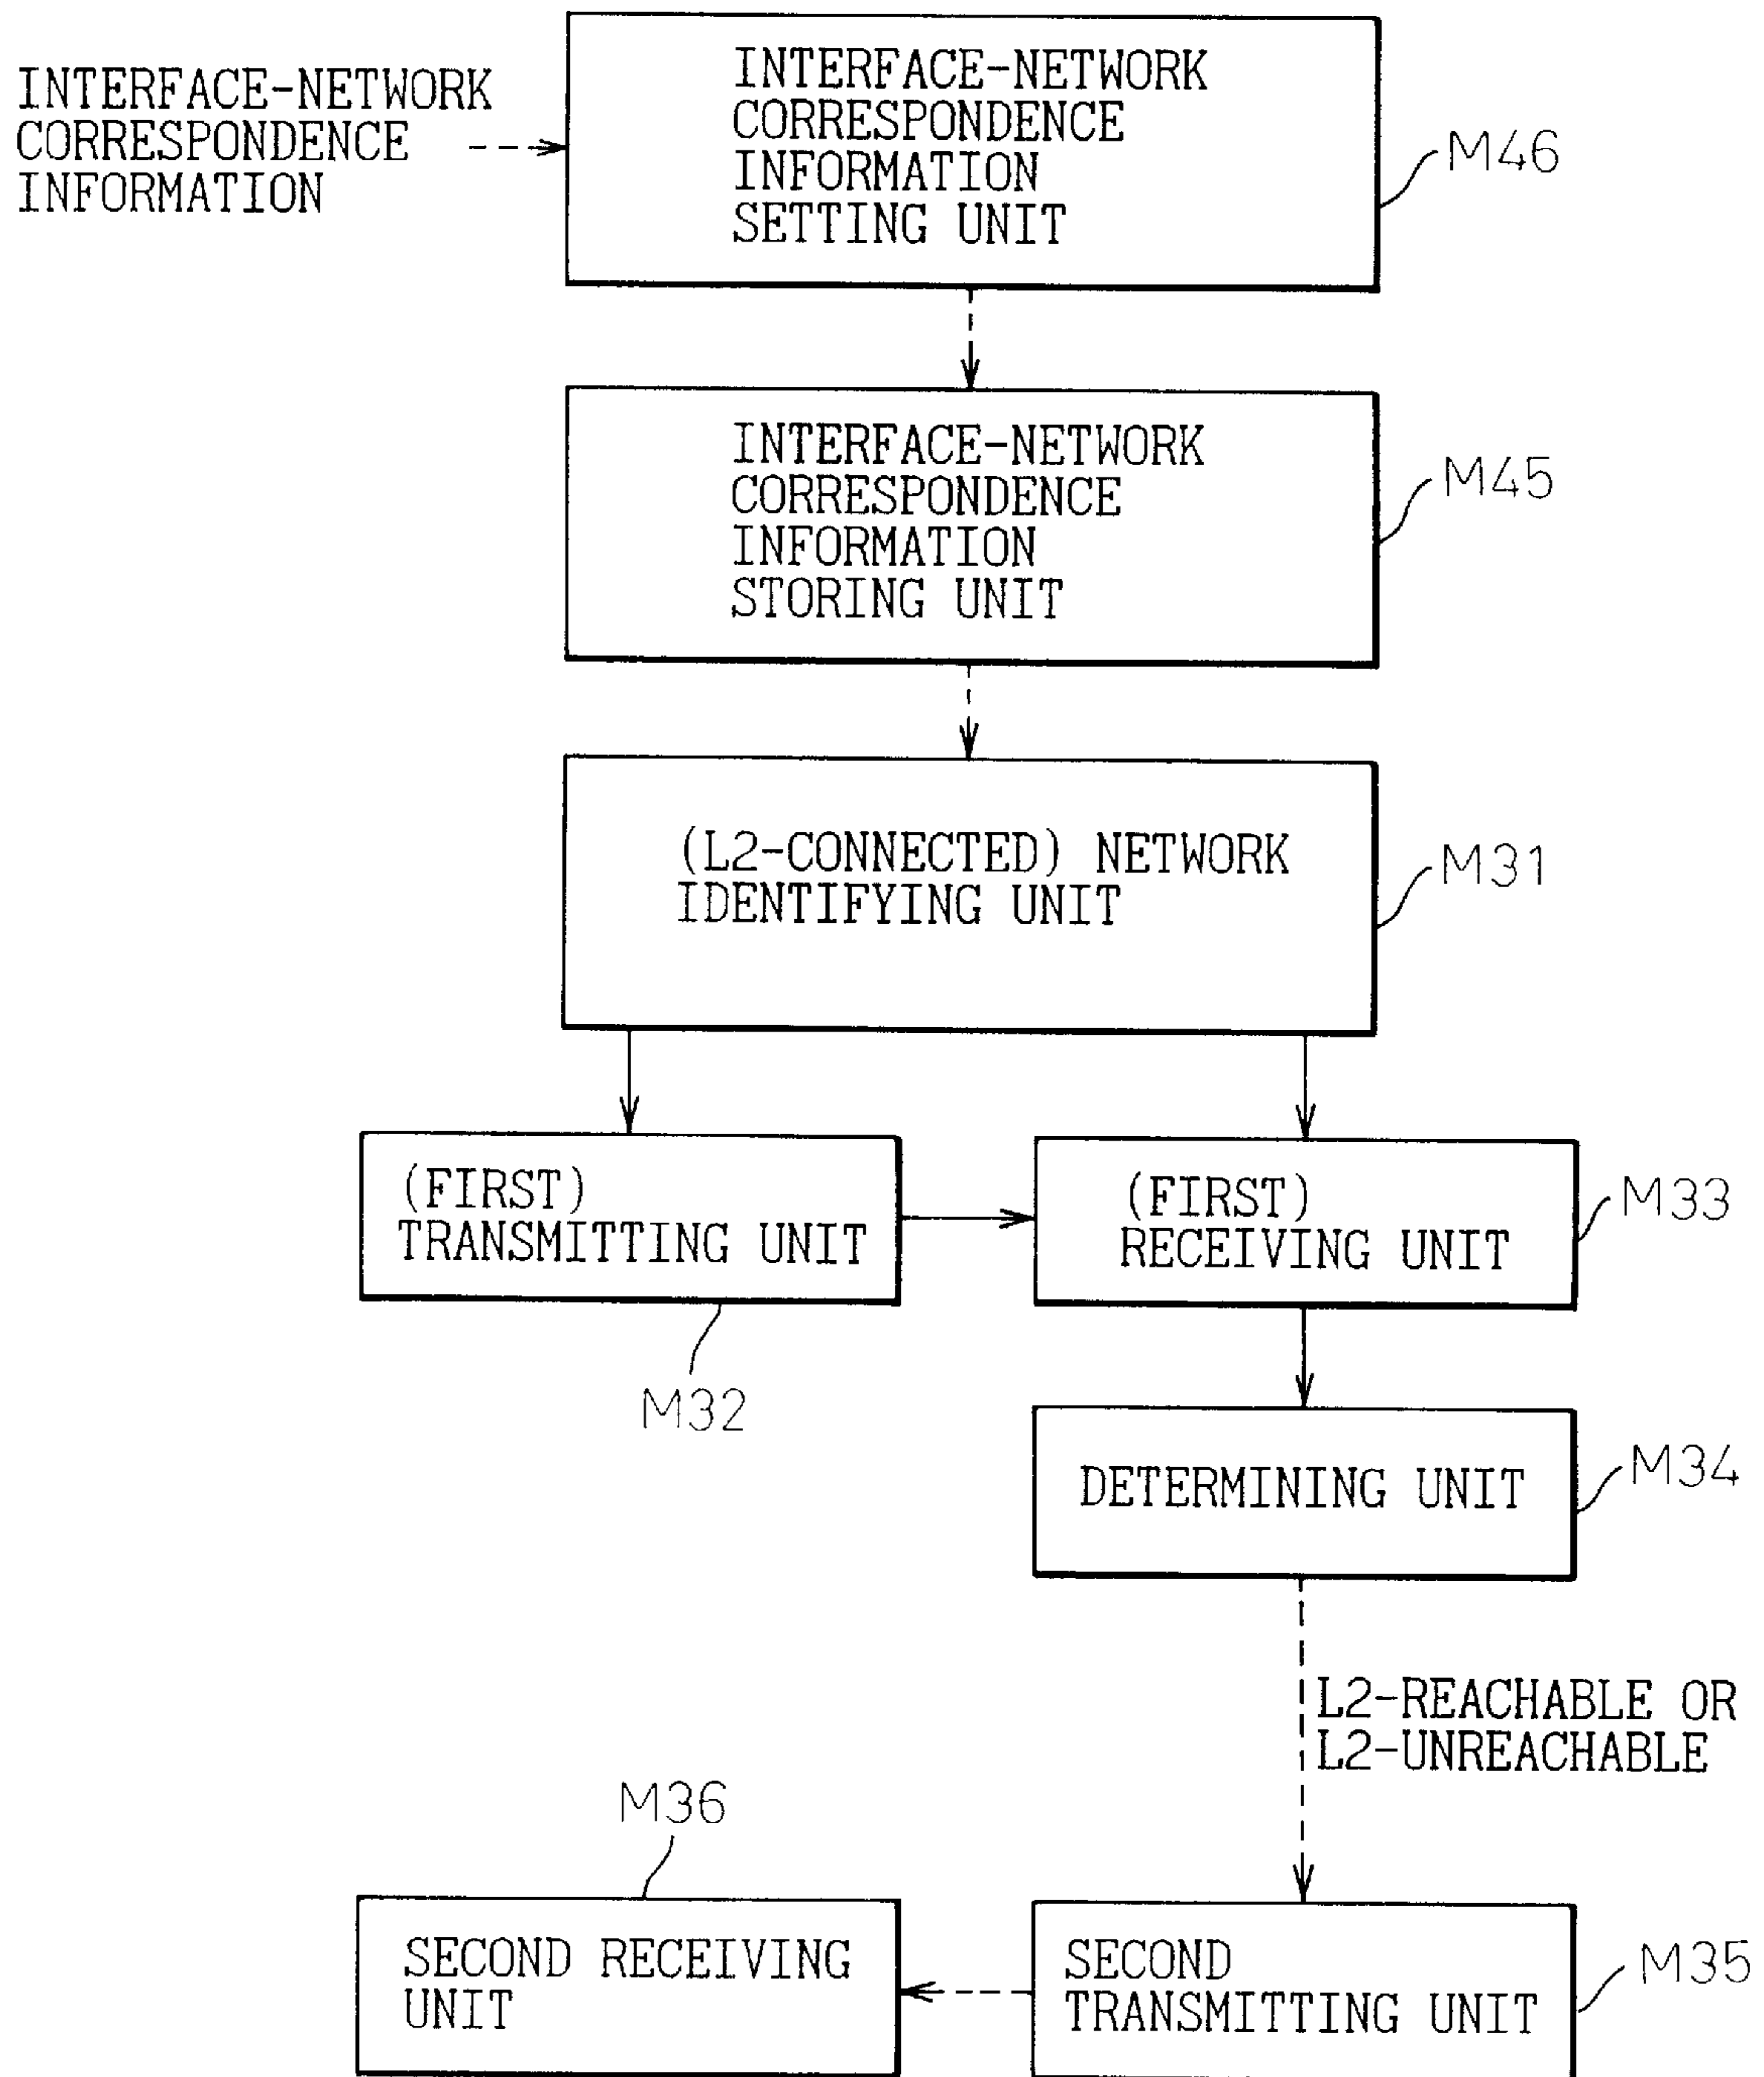 INTERFACE-NETWORK
CORRESPONDENCE
INFORMATION
INTERFACE-NETWORK
CORRESPONDENCE
INFORMATION
SETTING UNIT
M46
INTERFACE-NETWORK
CORRESPONDENCE
INFORMATION
STORING UNIT
M45
(L2-CONNECTED) NETWORK
IDENTIFYING UNIT
M31
(FIRST)
TRANSMITTING UNIT
M32
(FIRST)
RECEIVING UNIT
M33
DETERMINING UNIT
M34
L2-REACHABLE OR
L2-UNREACHABLE
M36
SECOND RECEIVING
UNIT
SECOND
TRANSMITTING UNIT
M35